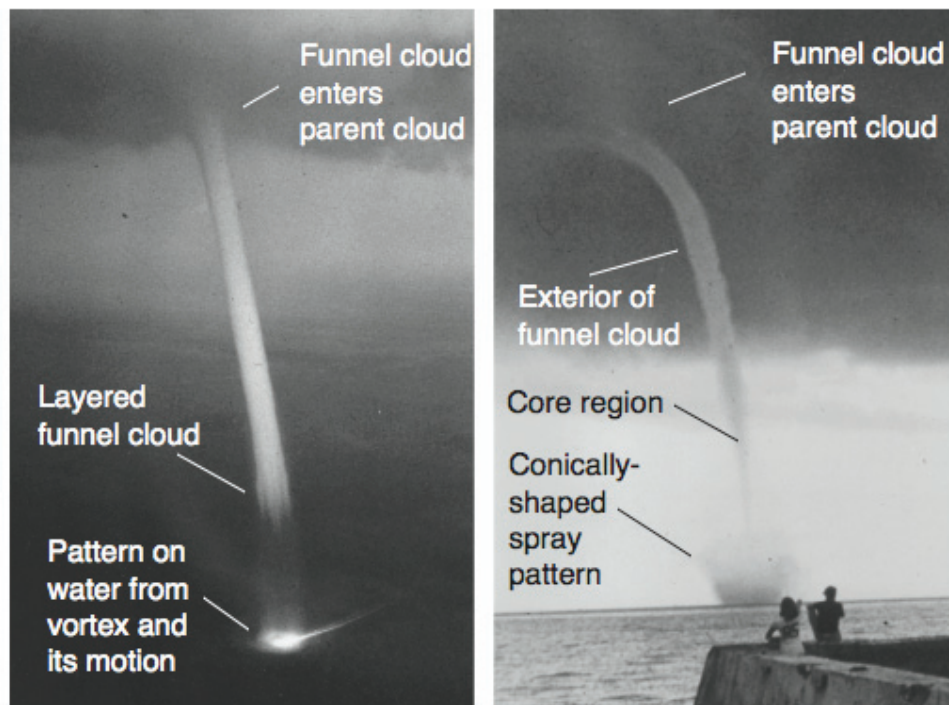 Funnel cloud
enters
parent cloud
Layered
funnel cloud
Pattern on
water from
vortex and
its motion
Funnel cloud
enters
parent cloud
Exterior of
funnel cloud
Core region
Conically-
shaped
spray
pattern